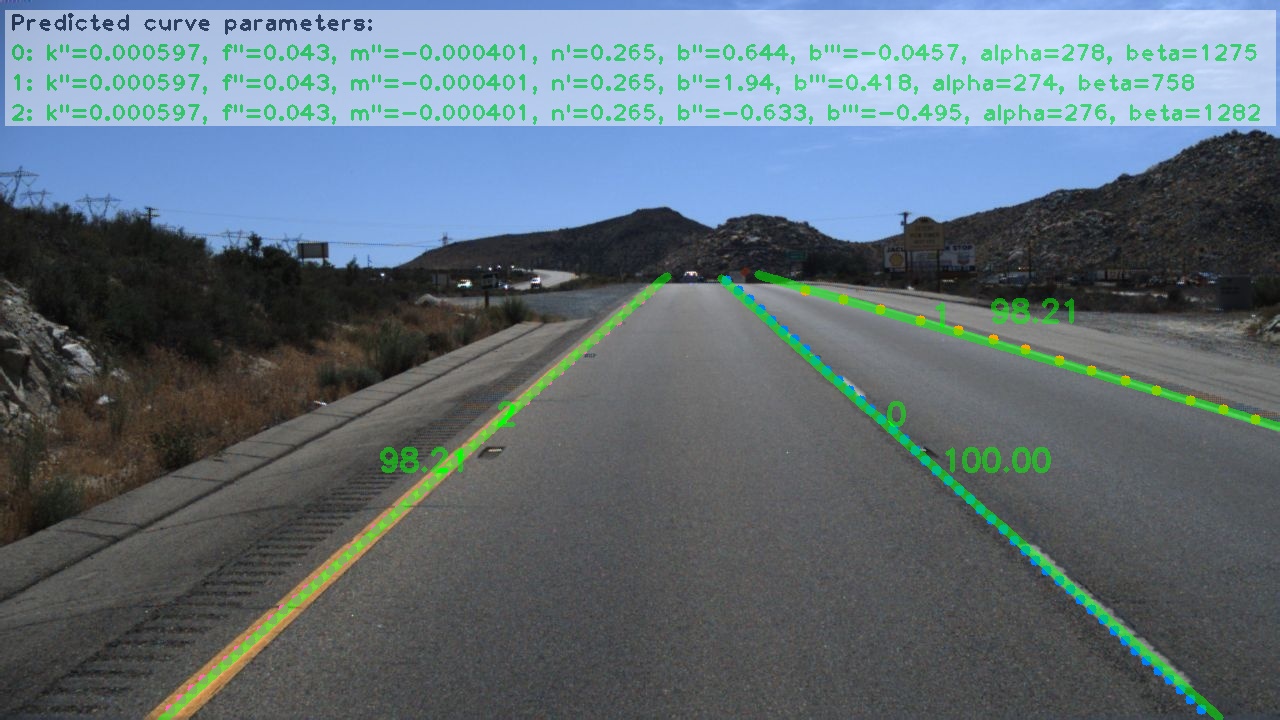 Predicted curve parameters:
0: k''=0.000597, f''=0.043, m''=-0.000401, n'=0.265, b''=0.644, b'''=-0.0457, alpha=278, beta=1275
1: k''=0.000597, f''=0.043, m''=-0.000401, n'=0.265, b''=1.94, b'''=0.418, alpha=274, beta=758
2: k''=0.000597, f''=0.043, m''=-0.000401, n'=0.265, b''=-0.633, b'''=-0.495, alpha=276, beta=1282
STOP
1 98.21
2
0
98.21
100.00